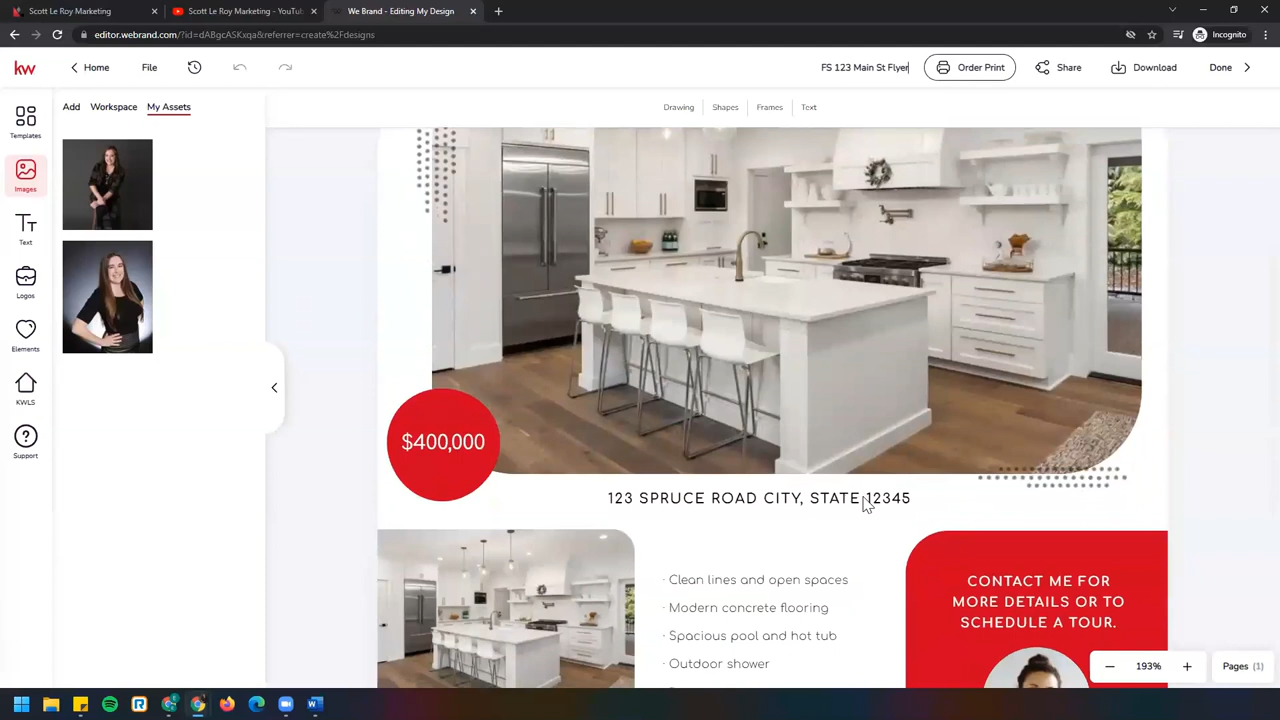 Scott Le Roy Marketing
Scott Le Roy Marketing - YouTu
We Brand - Editing My Design
editor.webrand.com/?id=dABgcASKxqa&referrer=create%2Fdesigns
Incognito
kw
Home
File
FS 123 Main St Flyer
Order Print
Share
Download
Done
Add
Workspace
My Assets
Drawing
Shapes
Frames
Text
Templates
Images
Text
Logos
Elements
KWLS
Support
$400,000
123 SPRUCE ROAD CITY, STATE 12345
· Clean lines and open spaces
· Modern concrete flooring
· Spacious pool and hot tub
· Outdoor shower
CONTACT ME FOR
MORE DETAILS OR TO
SCHEDULE A TOUR.
193%
Pages (1)